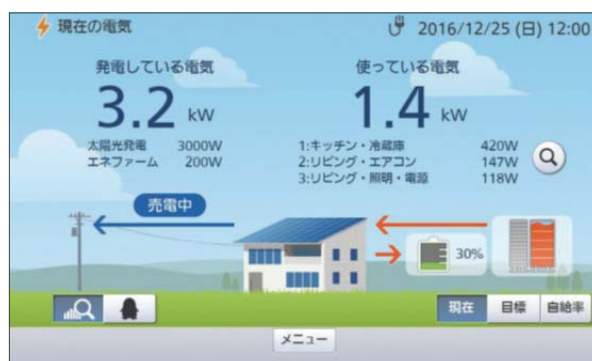 現在の電気
2016/12/25 (日) 12:00
発電している電気
3.2 kW
太陽光発電 3000W
エネファーム 200W
使っている電気
1.4 kW
1:キッチン・冷蔵庫 420W
2:リビング・エアコン 147W
3:リビング・照明・電源 118W
売電中
30%
現在
目標
自給率
メニュー